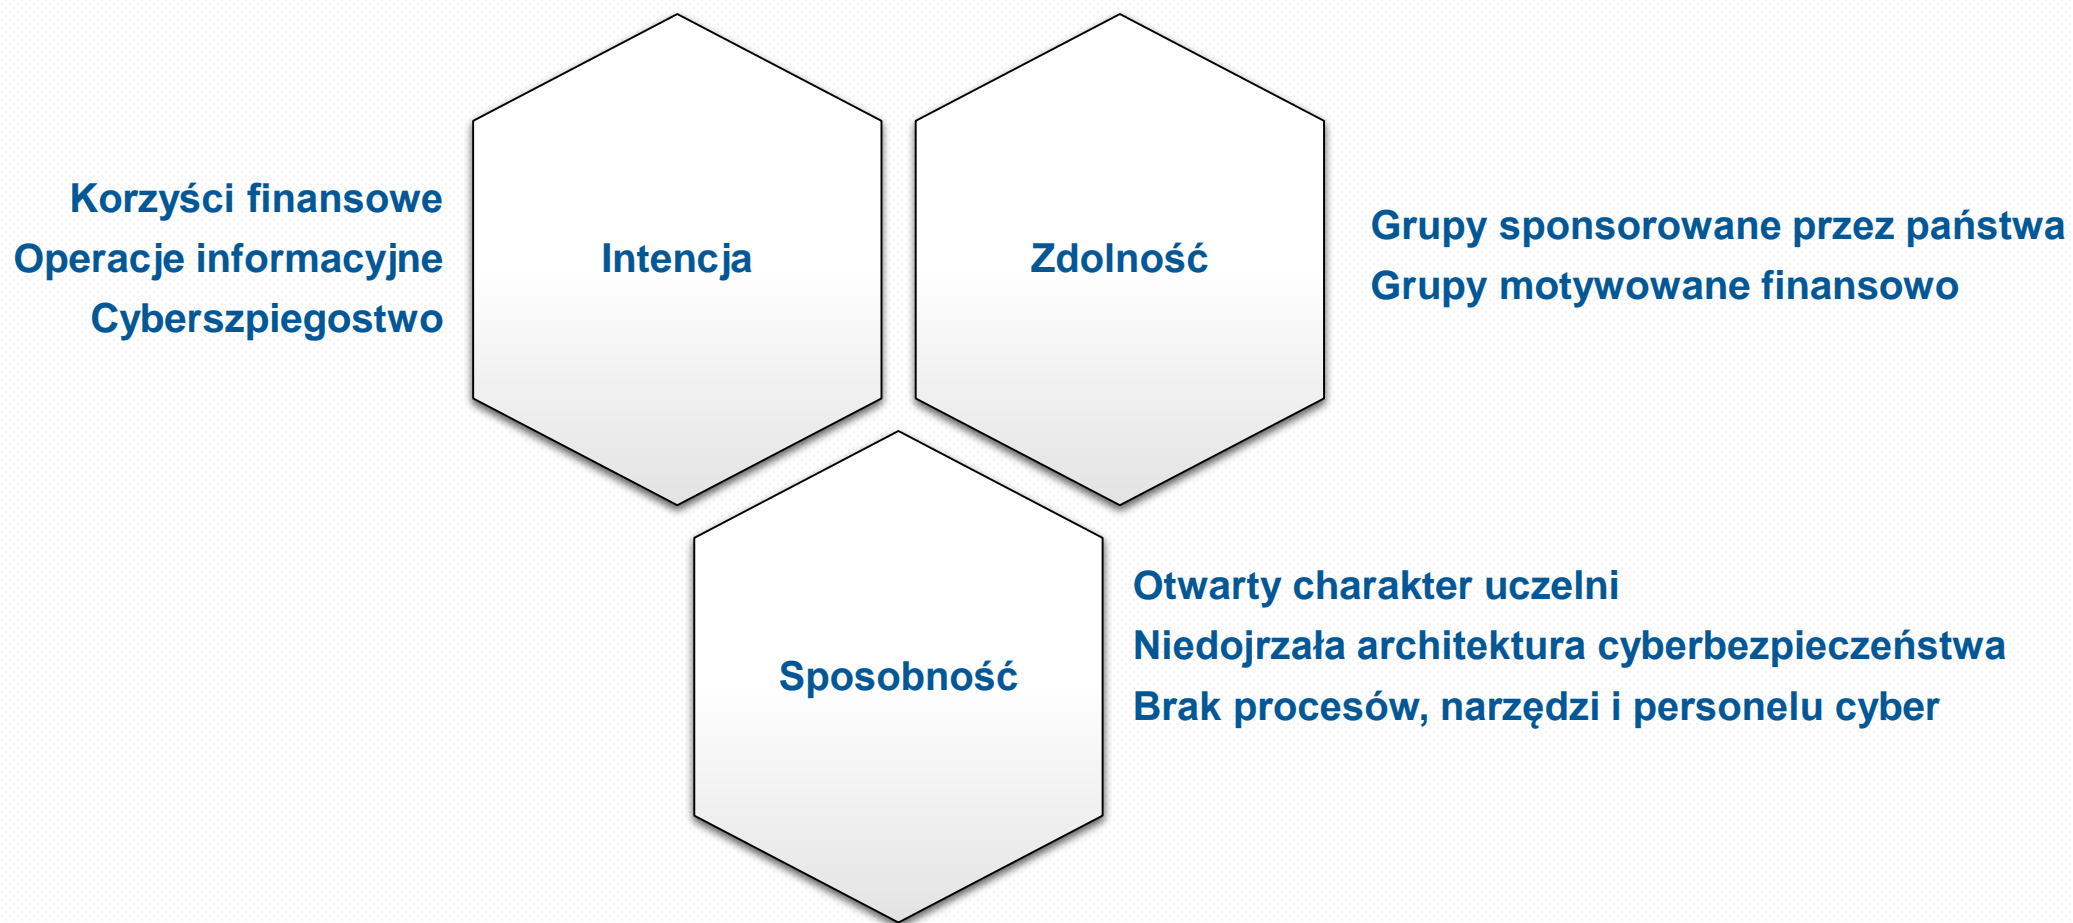 Korzyści finansowe
Operacje informacyjne
Cyberszpiegostwo
Intencja
Zdolność
Grupy sponsorowane przez państwa
Grupy motywowane finansowo
Sposobność
Otwarty charakter uczelni
Niedojrzała architektura cyberbezpieczeństwa
Brak procesów, narzędzi i personelu cyber